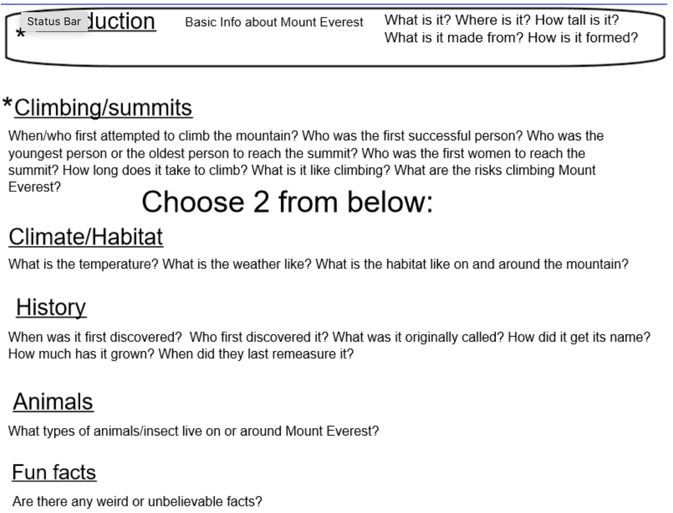 Status Bar duction Basic Info about Mount Everest What is it? Where is it? How tall is it?
* What is it made from? How is it formed?
*Climbing/summits
When/who first attempted to climb the mountain? Who was the first successful person? Who was the
youngest person or the oldest person to reach the summit? Who was the first women to reach the
summit? How long does it take to climb? What is it like climbing? What are the risks climbing Mount
Everest?
Choose 2 from below:
Climate/Habitat
What is the temperature? What is the weather like? What is the habitat like on and around the mountain?
History
When was it first discovered? Who first discovered it? What was it originally called? How did it get its name?
How much has it grown? When did they last remeasure it?
Animals
What types of animals/insect live on or around Mount Everest?
Fun facts
Are there any weird or unbelievable facts?